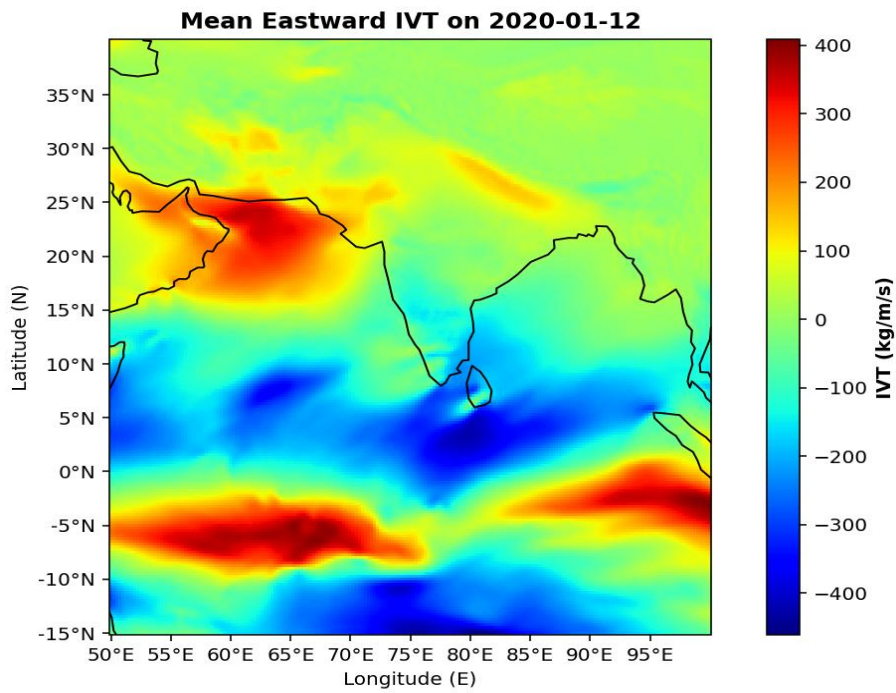 Mean Eastward IVT on 2020-01-12
35°N
30°N
25°N
20°N
15°N
10°N
5°N
0°N
-5°N
-10°N
-15°N
Latitude (N)
50°E 55°E 60°E 65°E 70°E 75°E 80°E 85°E 90°E 95°E
Longitude (E)
400
300
200
100
0
−100
−200
−300
−400
IVT (kg/m/s)